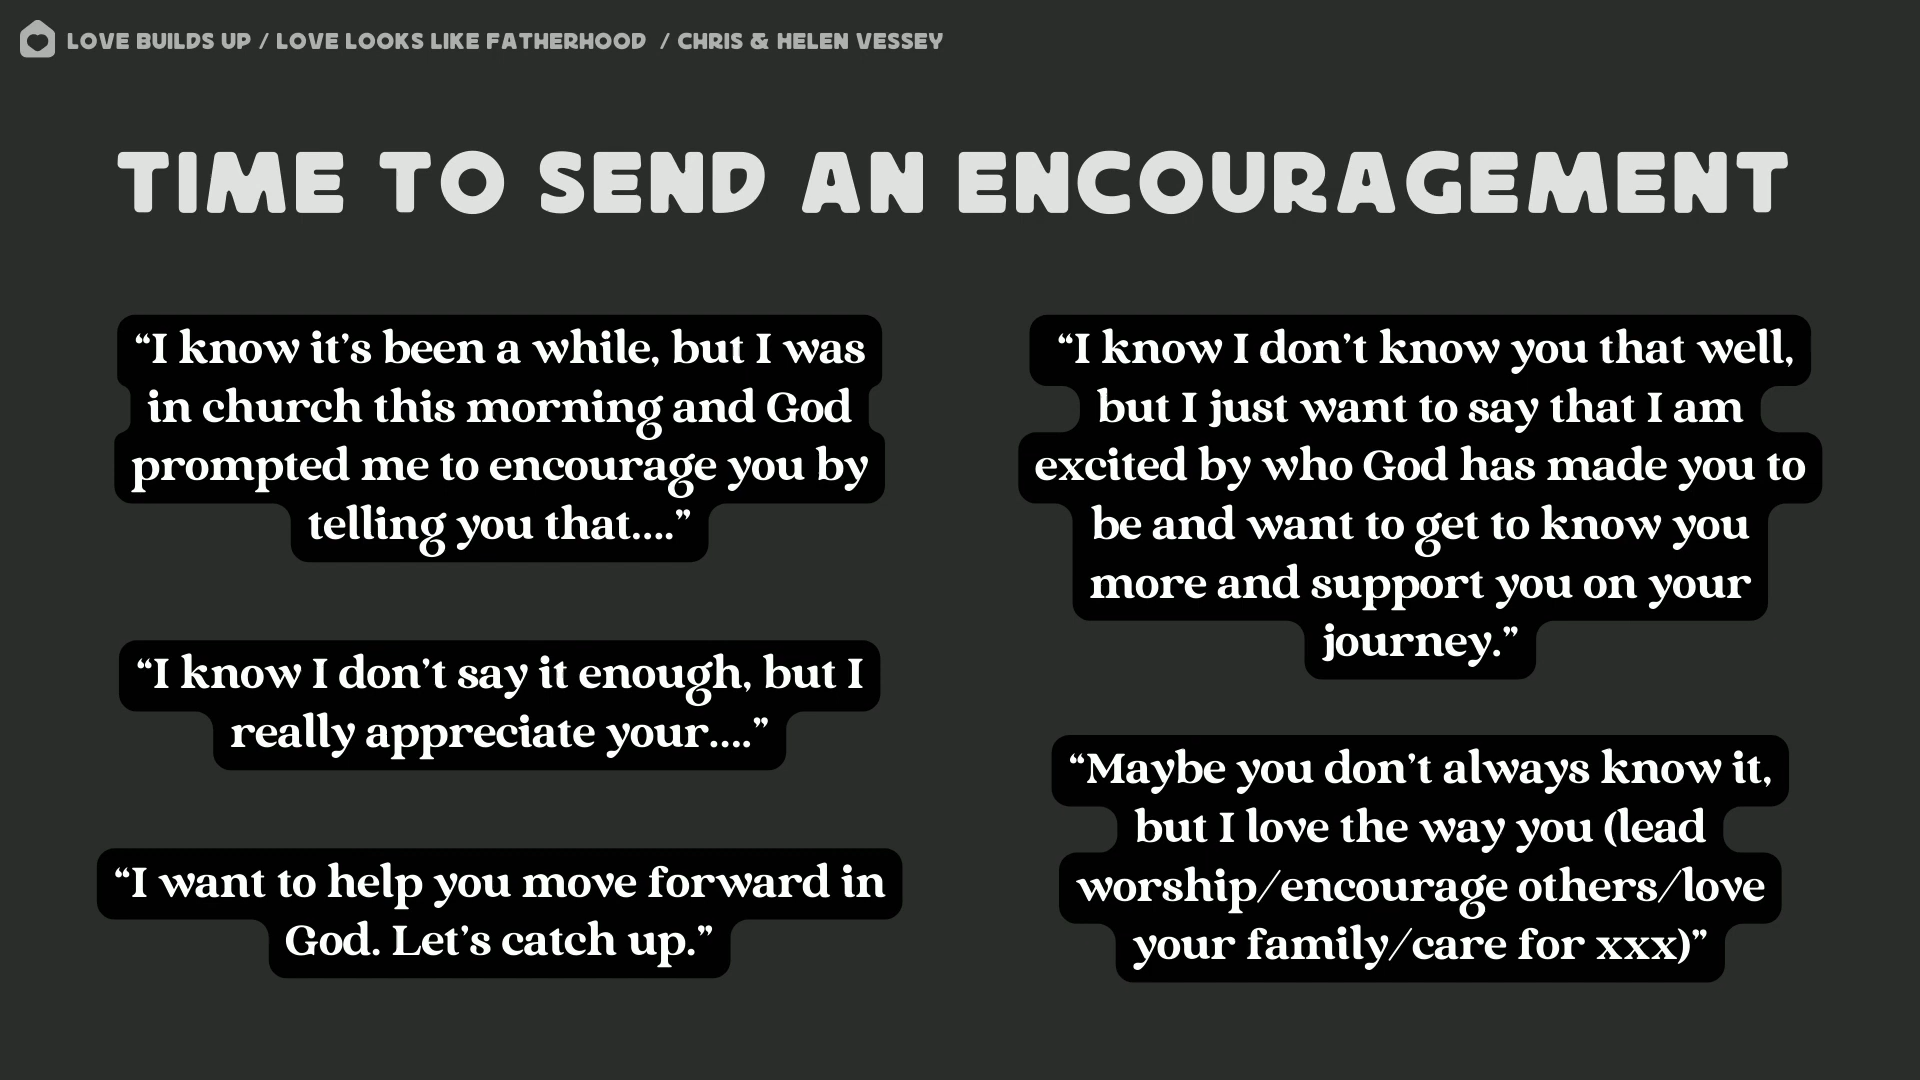 LOVE BUILDS UP / LOVE LOOKS LIKE FATHERHOOD / CHRIS & HELEN VESSEY
TIME TO SEND AN ENCOURAGEMENT
“I know it’s been a while, but I was
in church this morning and God
prompted me to encourage you by
telling you that....”
“I know I don’t say it enough, but I
really appreciate your....”
“I want to help you move forward in
God. Let’s catch up.”
“I know I don’t know you that well,
but I just want to say that I am
excited by who God has made you to
be and want to get to know you
more and support you on your
journey.”
“Maybe you don’t always know it,
but I love the way you (lead
worship/encourage others/love
your family/care for xxx)”